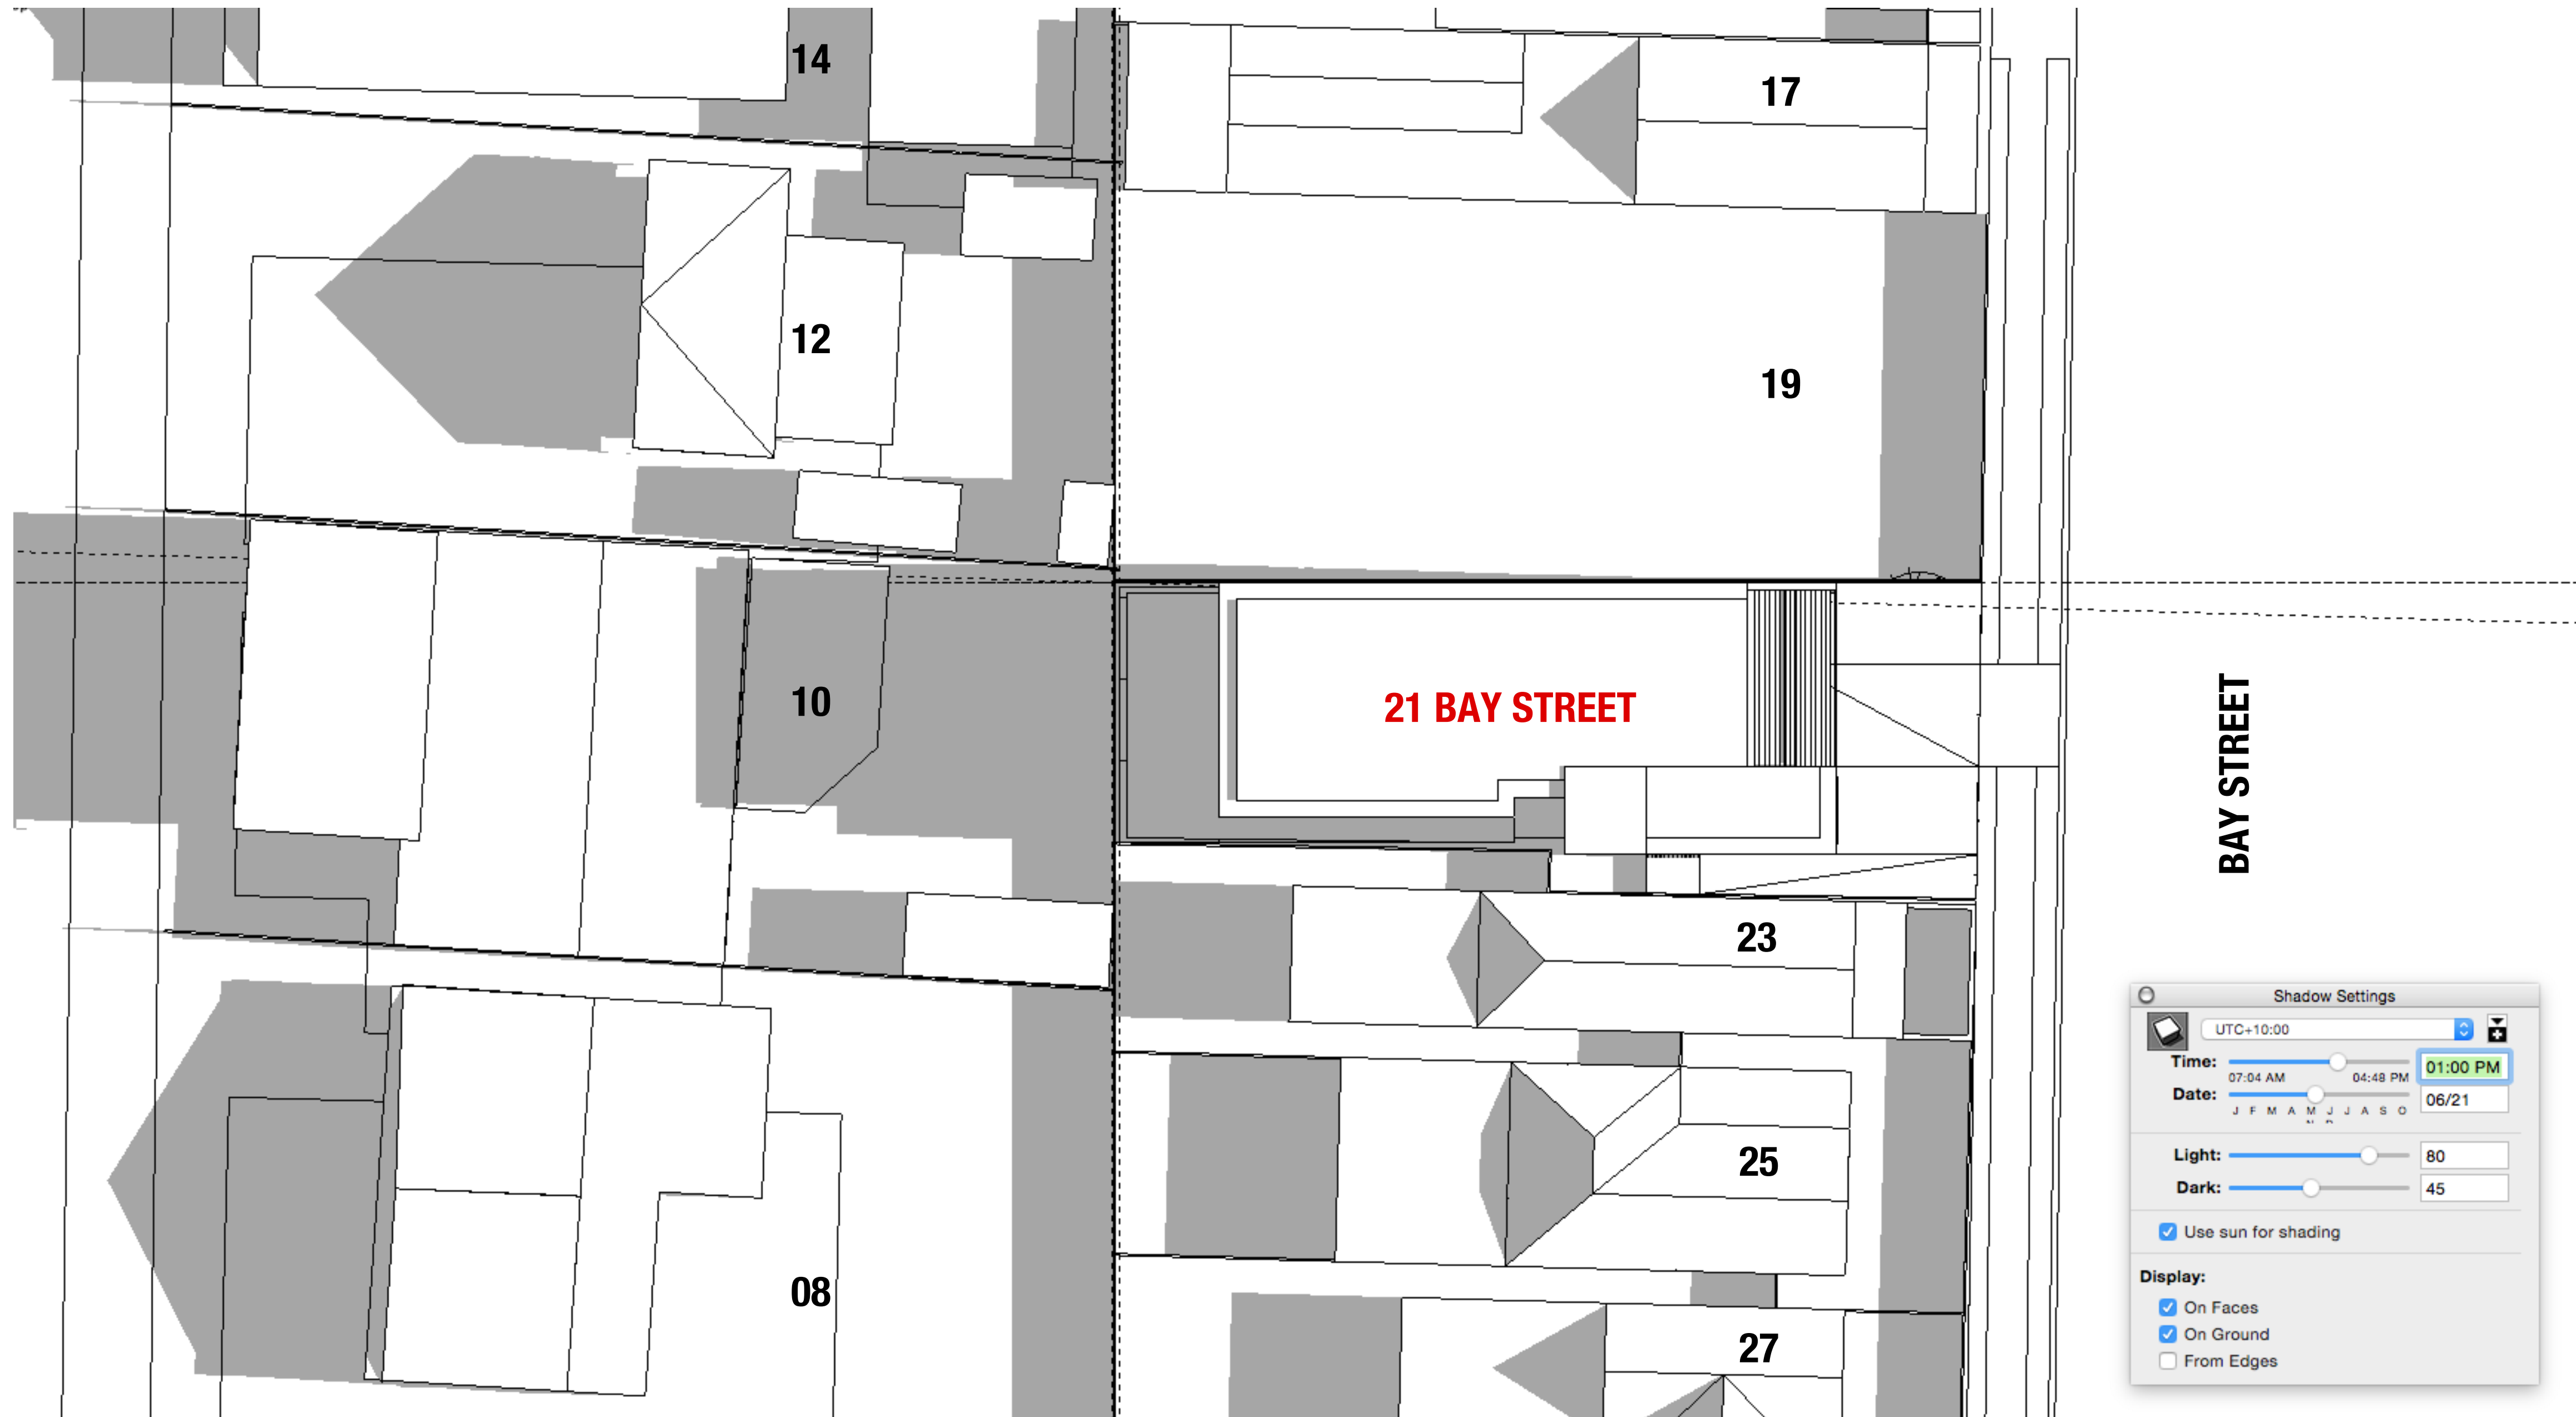 14
17
12
19
10
21 BAY STREET
BAY STREET
23
25
08
27
Shadow Settings
UTC+10:00
Time:
01:00 PM
07:04 AM
04:48 PM
Date:
06/21
J F M A M J J A S O
Light:
80
Dark:
45
Use sun for shading
Display:
On Faces
On Ground
From Edges